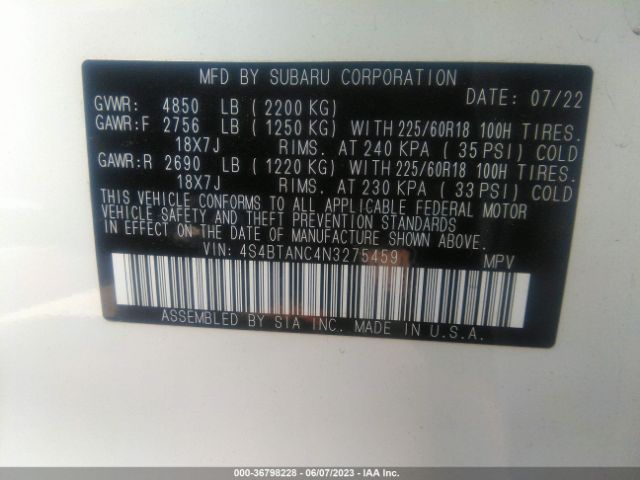 MFD BY SUBARU CORPORATION
DATE: 07/22
GVWR: 4850 LB ( 2200 KG)
GAWR:F 2756 LB ( 1250 KG) WITH 225/60R18 100H TIRES.
18X7J RIMS. AT 240 KPA ( 35 PSI) COLD
GAWR:R 2690 LB ( 1220 KG) WITH 225/60R18 100H TIRES.
18X7J RIMS. AT 230 KPA ( 33 PSI) COLD
THIS VEHICLE CONFORMS TO ALL APPLICABLE FEDERAL MOTOR
VEHICLE SAFETY AND THEFT PREVENTION STANDARDS
IN EFFECT ON THE DATE OF MANUFACTURE SHOWN ABOVE.
VIN: 4S4BTANC4N3275459 MPV
ASSEMBLED BY SIA INC. MADE IN U.S.A.
000-36798228 - 06/07/2023 - IAA Inc.